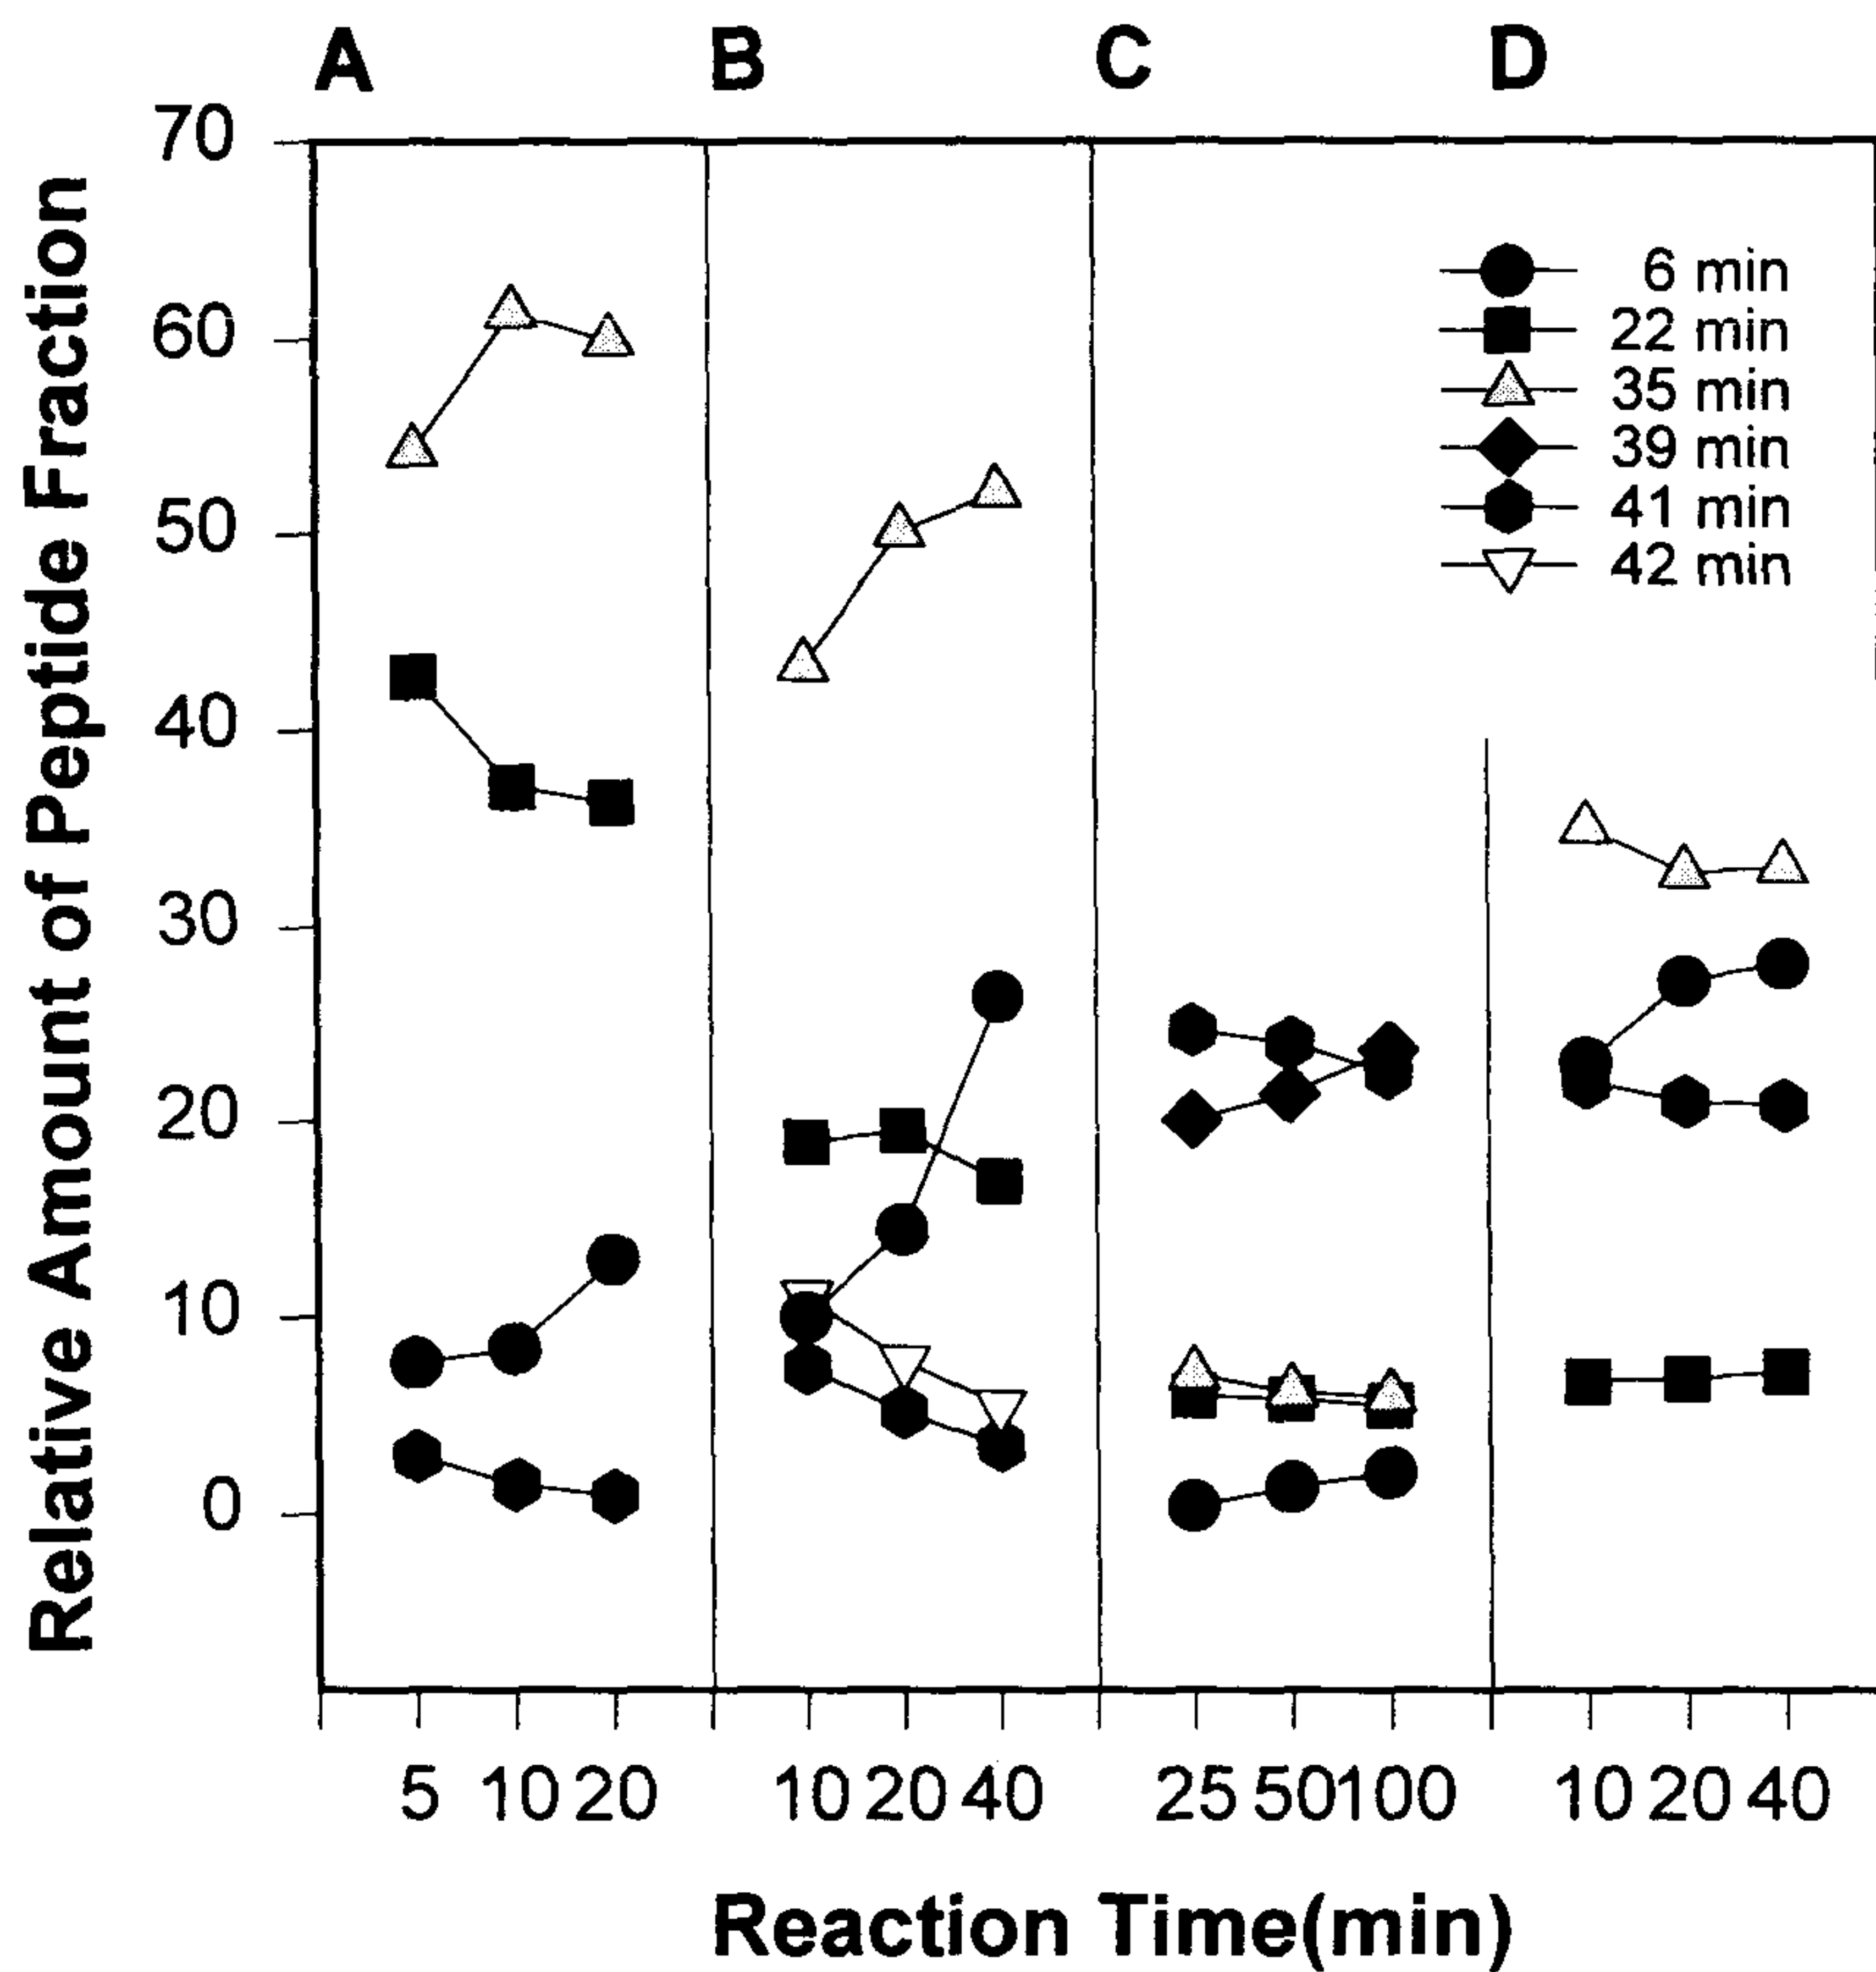 A B C D
70
60
50
40
30
20
10
0
Relative Amount of Peptide Fraction
6 min
22 min
35 min
39 min
41 min
42 min
5 10 20 10 20 40 25 50 100 10 20 40
Reaction Time(min)